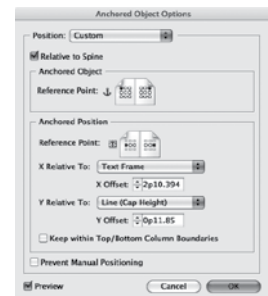 Anchored Object Options
Position: Custom
Relative to Spine
Anchored Object
Reference Point:
Anchored Position
Reference Point:
X Relative To: Text Frame
X Offset: 2p10.394
Y Relative To: Line (Cap Height)
Y Offset: 0p11.85
Keep within Top/Bottom Column Boundaries
Prevent Manual Positioning
Preview Cancel OK